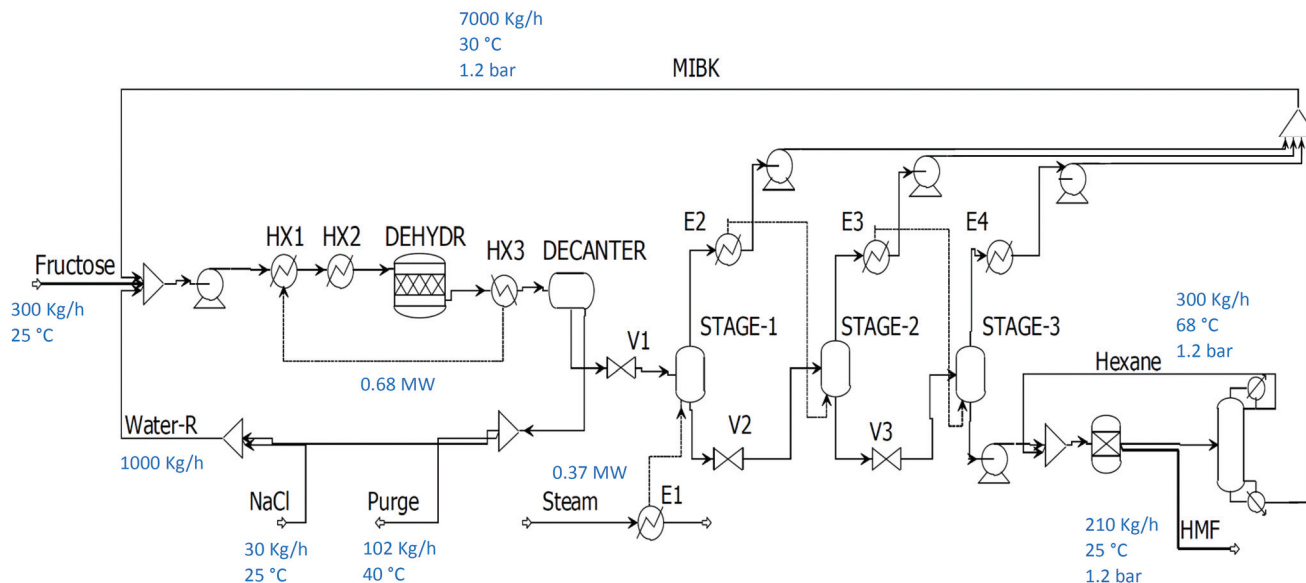 7000 Kg/h
30 °C
1.2 bar
MIBK
E2
E3
E4
HX1
HX2
DEHYDR
HX3
DECANTER
Fructose
300 Kg/h
25 °C
300 Kg/h
68 °C
1.2 bar
STAGE-1
STAGE-2
STAGE-3
V1
Hexane
0.68 MW
Water-R
1000 Kg/h
V2
V3
0.37 MW
NaCl
30 Kg/h
25 °C
Purge
102 Kg/h
40 °C
Steam
E1
210 Kg/h
25 °C
1.2 bar
HMF